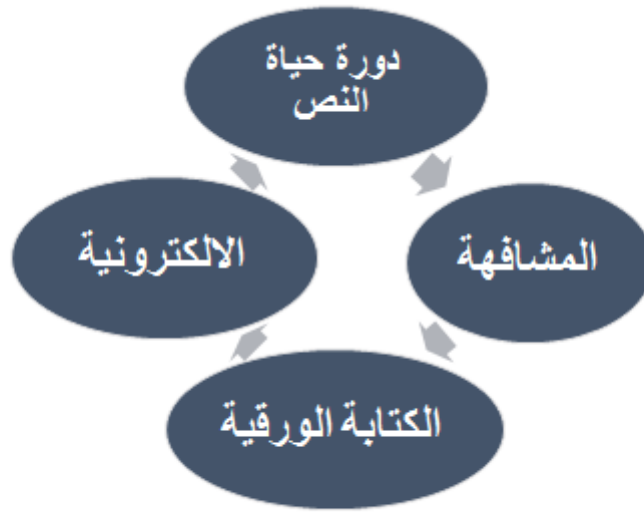 دورة حياة
النص
المشافهة
الكتابة الورقية
الالكترونية